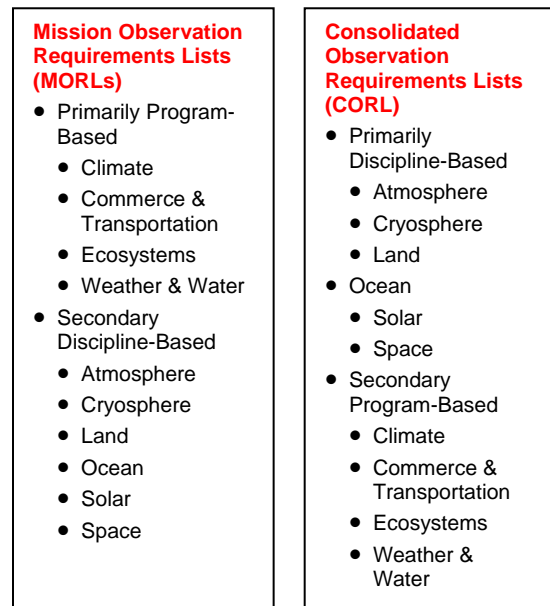 Mission Observation
Requirements Lists
(MORLs)
• Primarily Program-
Based
• Climate
• Commerce &
Transportation
• Ecosystems
• Weather & Water
• Secondary
Discipline-Based
• Atmosphere
• Cryosphere
• Land
• Ocean
• Solar
• Space
Consolidated
Observation
Requirements Lists
(CORL)
• Primarily
Discipline-Based
• Atmosphere
• Cryosphere
• Land
• Ocean
• Solar
• Space
• Secondary
Program-Based
• Climate
• Commerce &
Transportation
• Ecosystems
• Weather &
Water